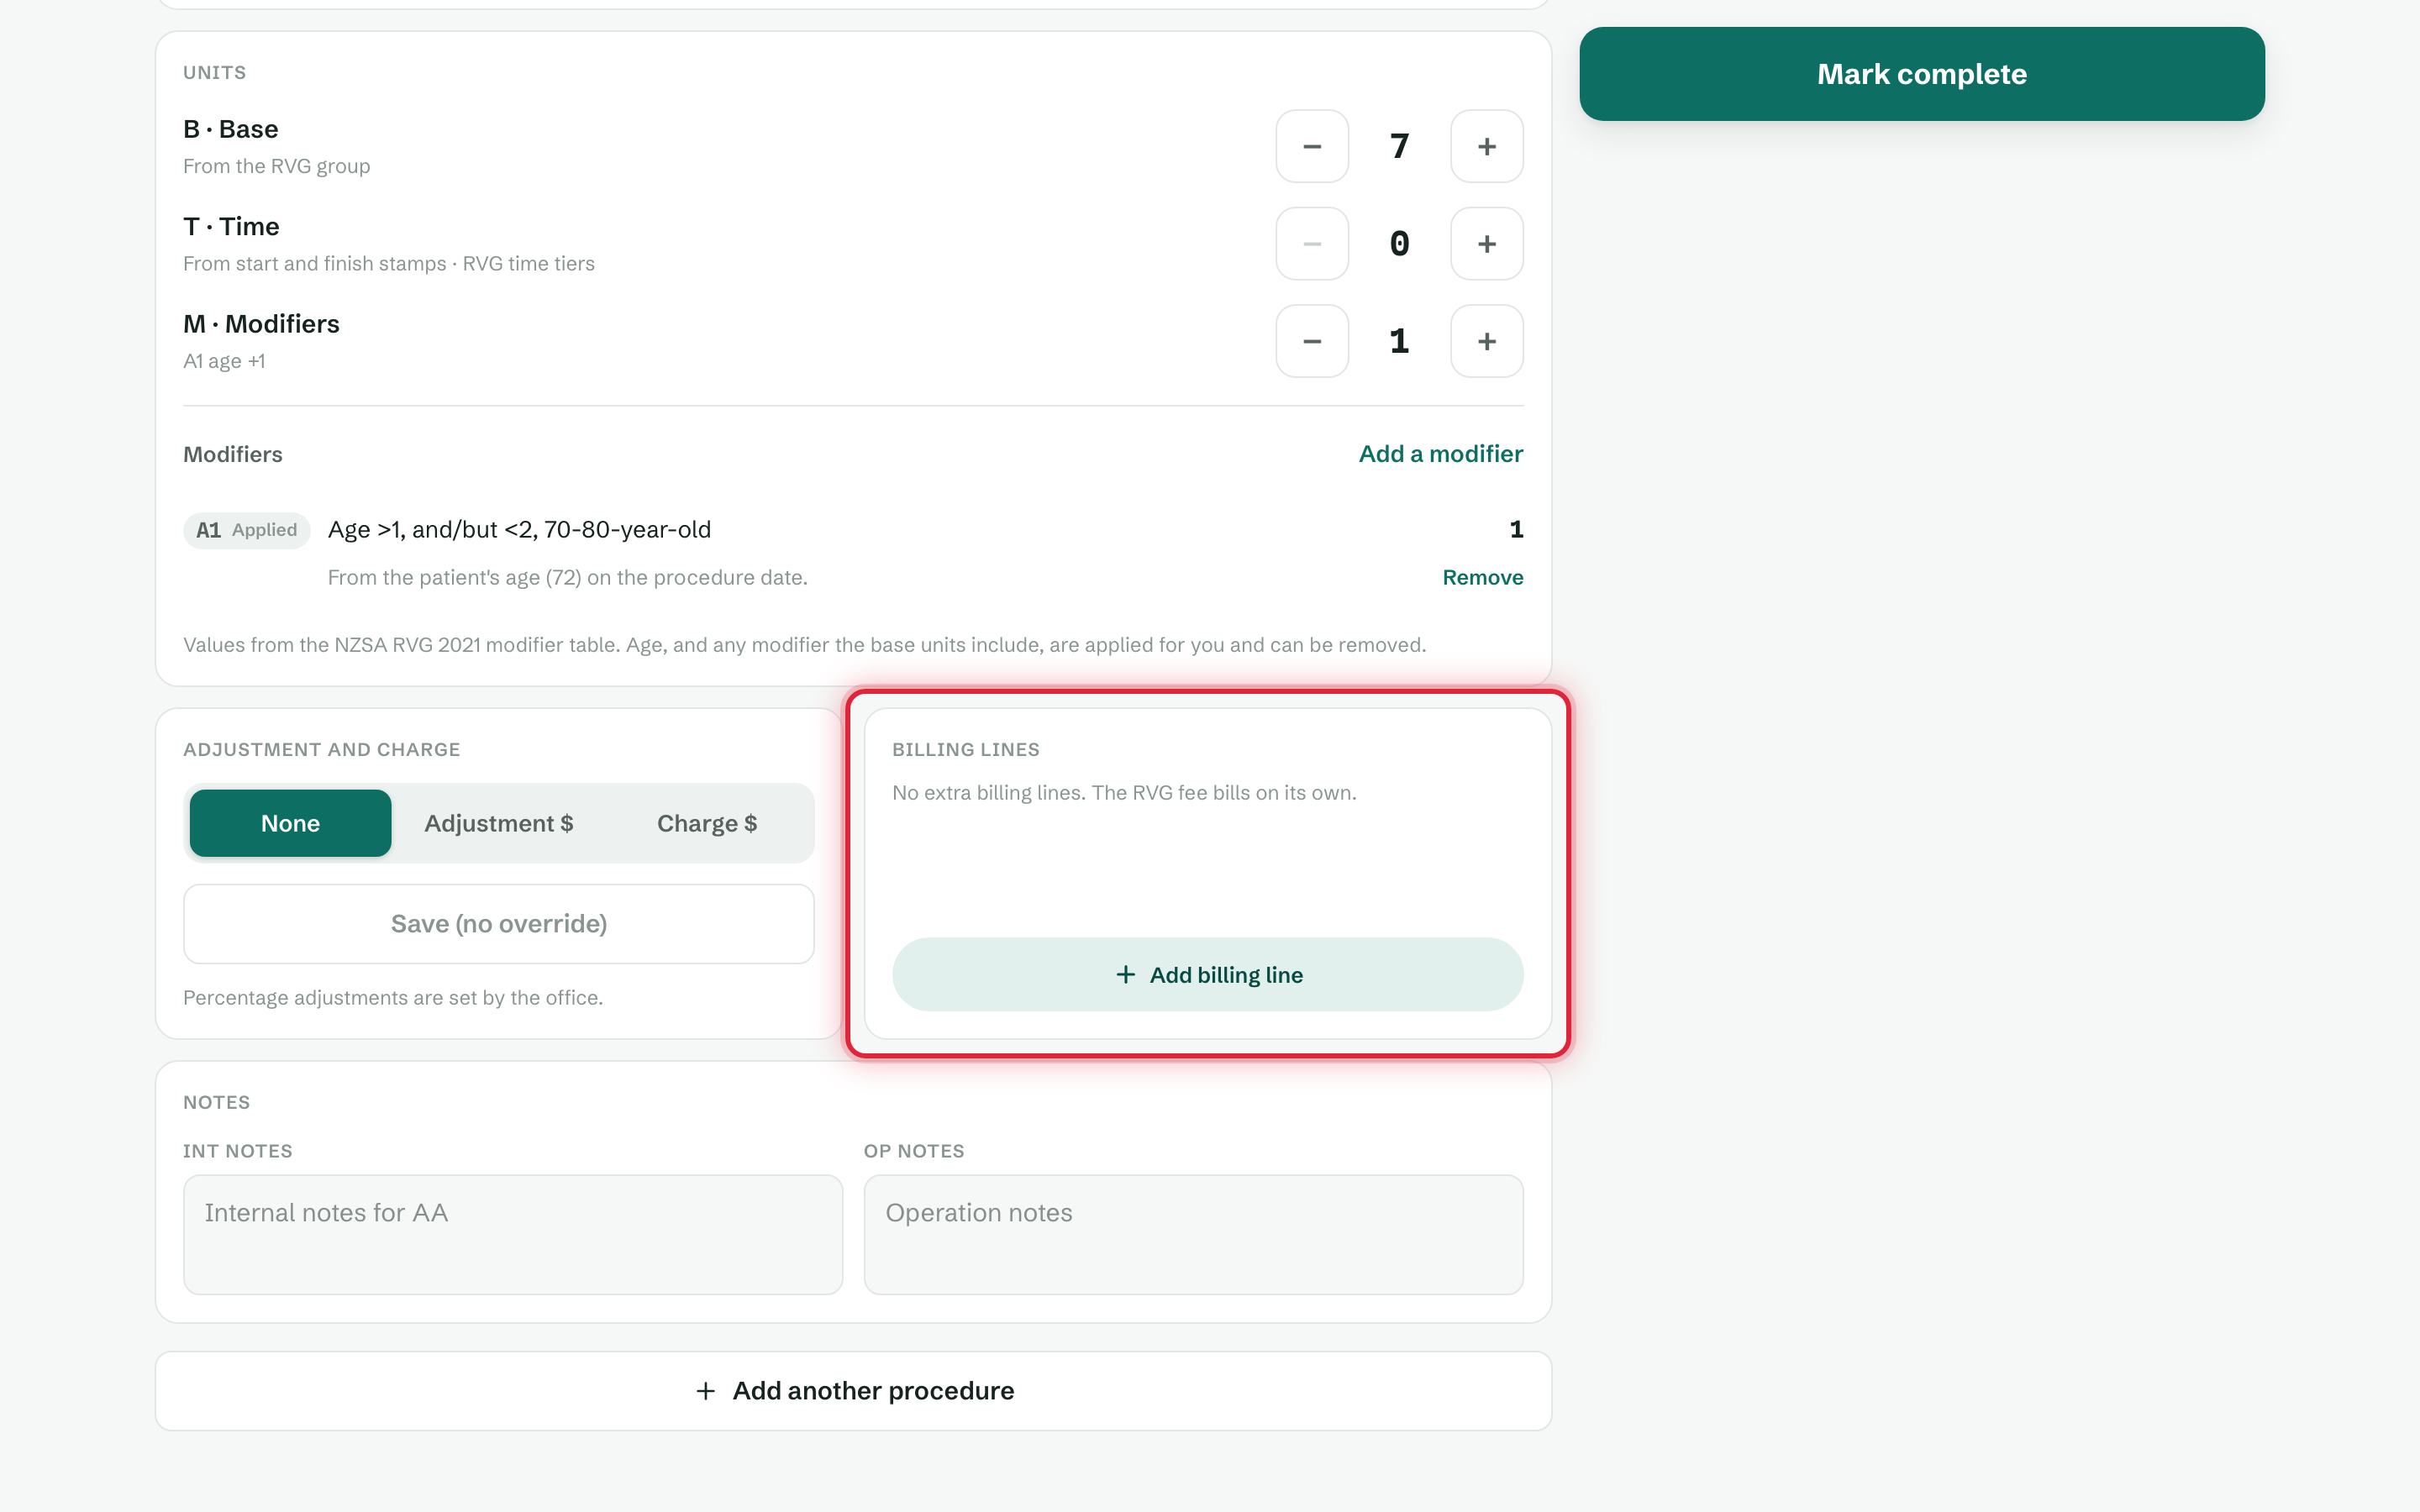 UNITS
Mark complete
B · Base
From the RVG group
− 7 +
T · Time
From start and finish stamps · RVG time tiers
− 0 +
M · Modifiers
A1 age +1
− 1 +
Modifiers
Add a modifier
A1 Applied Age >1, and/but <2, 70-80-year-old 1
From the patient's age (72) on the procedure date. Remove
Values from the NZSA RVG 2021 modifier table. Age, and any modifier the base units include, are applied for you and can be removed.
ADJUSTMENT AND CHARGE
None Adjustment $ Charge $
Save (no override)
Percentage adjustments are set by the office.
BILLING LINES
No extra billing lines. The RVG fee bills on its own.
+ Add billing line
NOTES
INT NOTES
Internal notes for AA
OP NOTES
Operation notes
+ Add another procedure